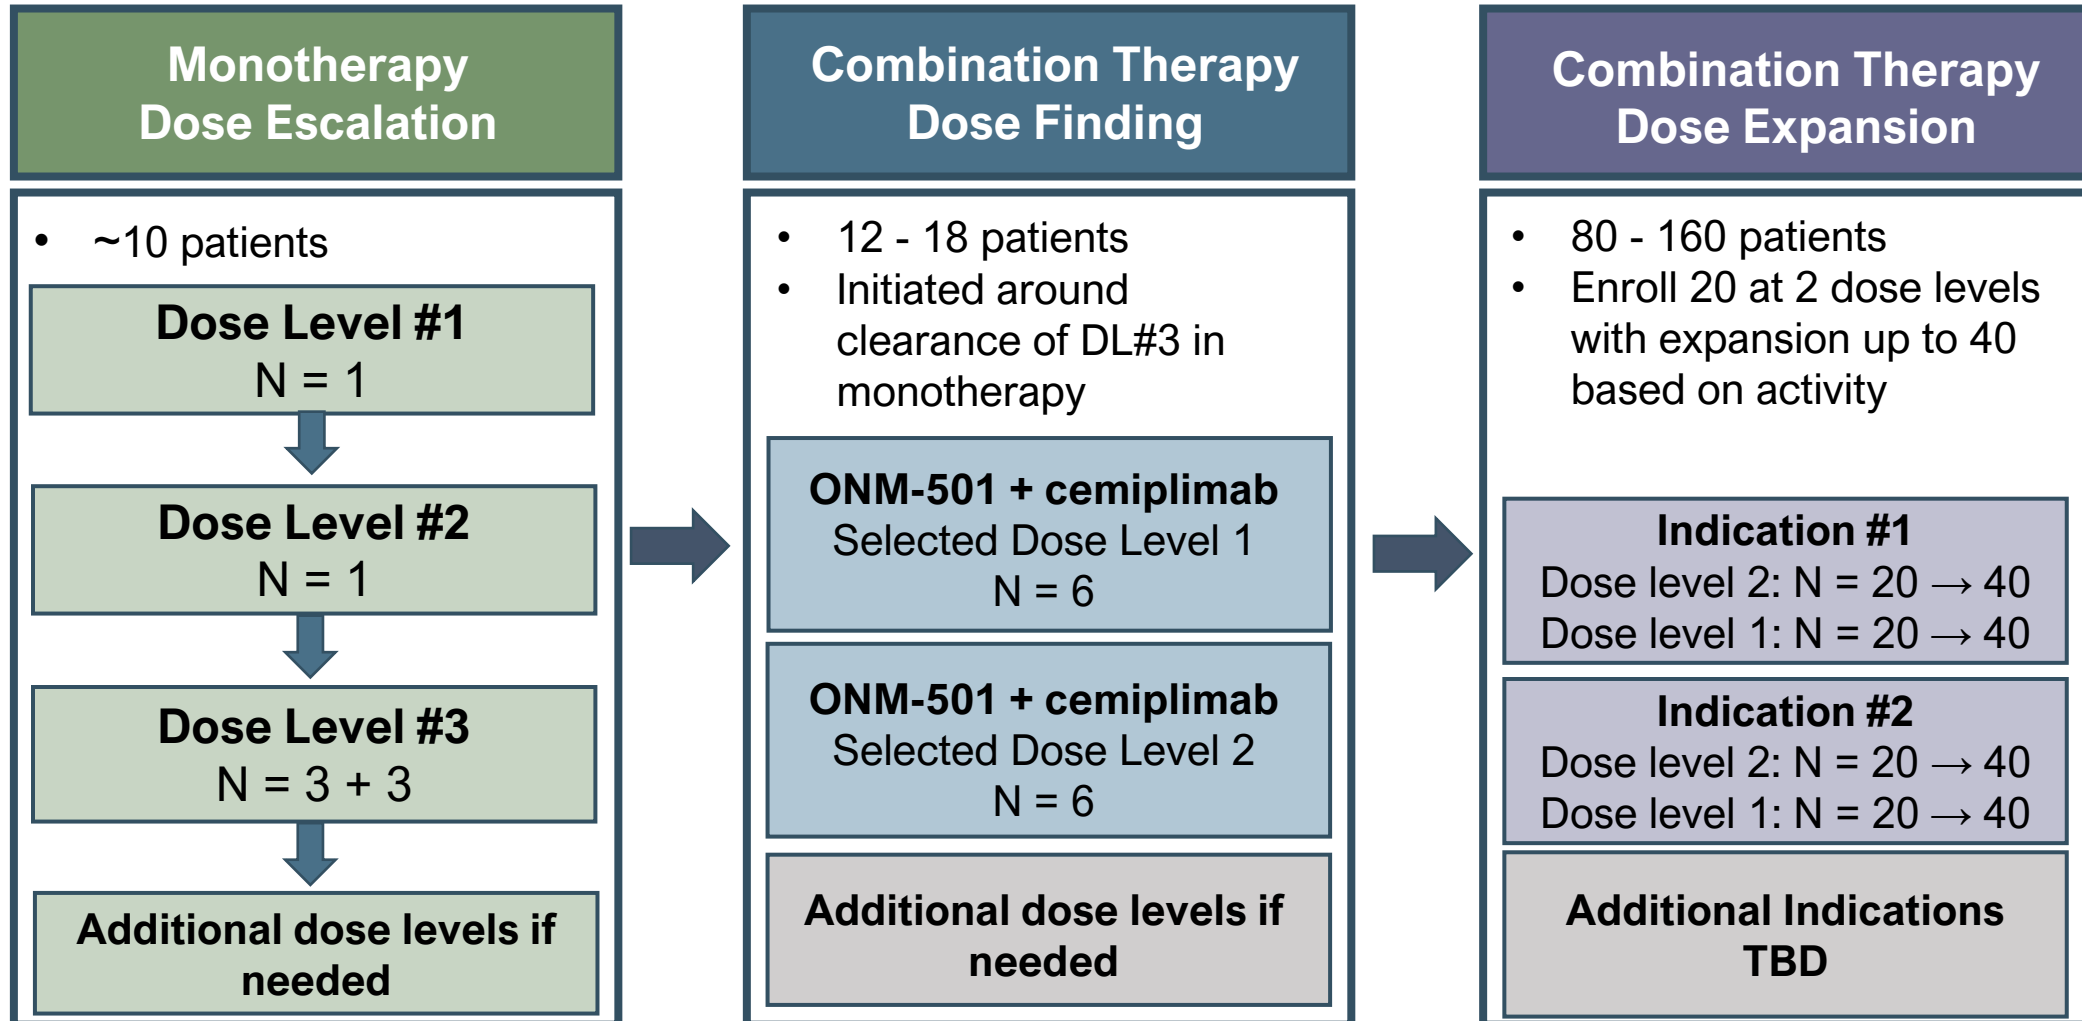 Monotherapy
Dose Escalation
• ~10 patients
Dose Level #1
N = 1
Dose Level #2
N = 1
Dose Level #3
N = 3 + 3
Additional dose levels if
needed
Combination Therapy
Dose Finding
• 12 - 18 patients
• Initiated around
clearance of DL#3 in
monotherapy
ONM-501 + cemiplimab
Selected Dose Level 1
N = 6
ONM-501 + cemiplimab
Selected Dose Level 2
N = 6
Additional dose levels if
needed
Combination Therapy
Dose Expansion
• 80 - 160 patients
• Enroll 20 at 2 dose levels
with expansion up to 40
based on activity
Indication #1
Dose level 2: N = 20 → 40
Dose level 1: N = 20 → 40
Indication #2
Dose level 2: N = 20 → 40
Dose level 1: N = 20 → 40
Additional Indications
TBD